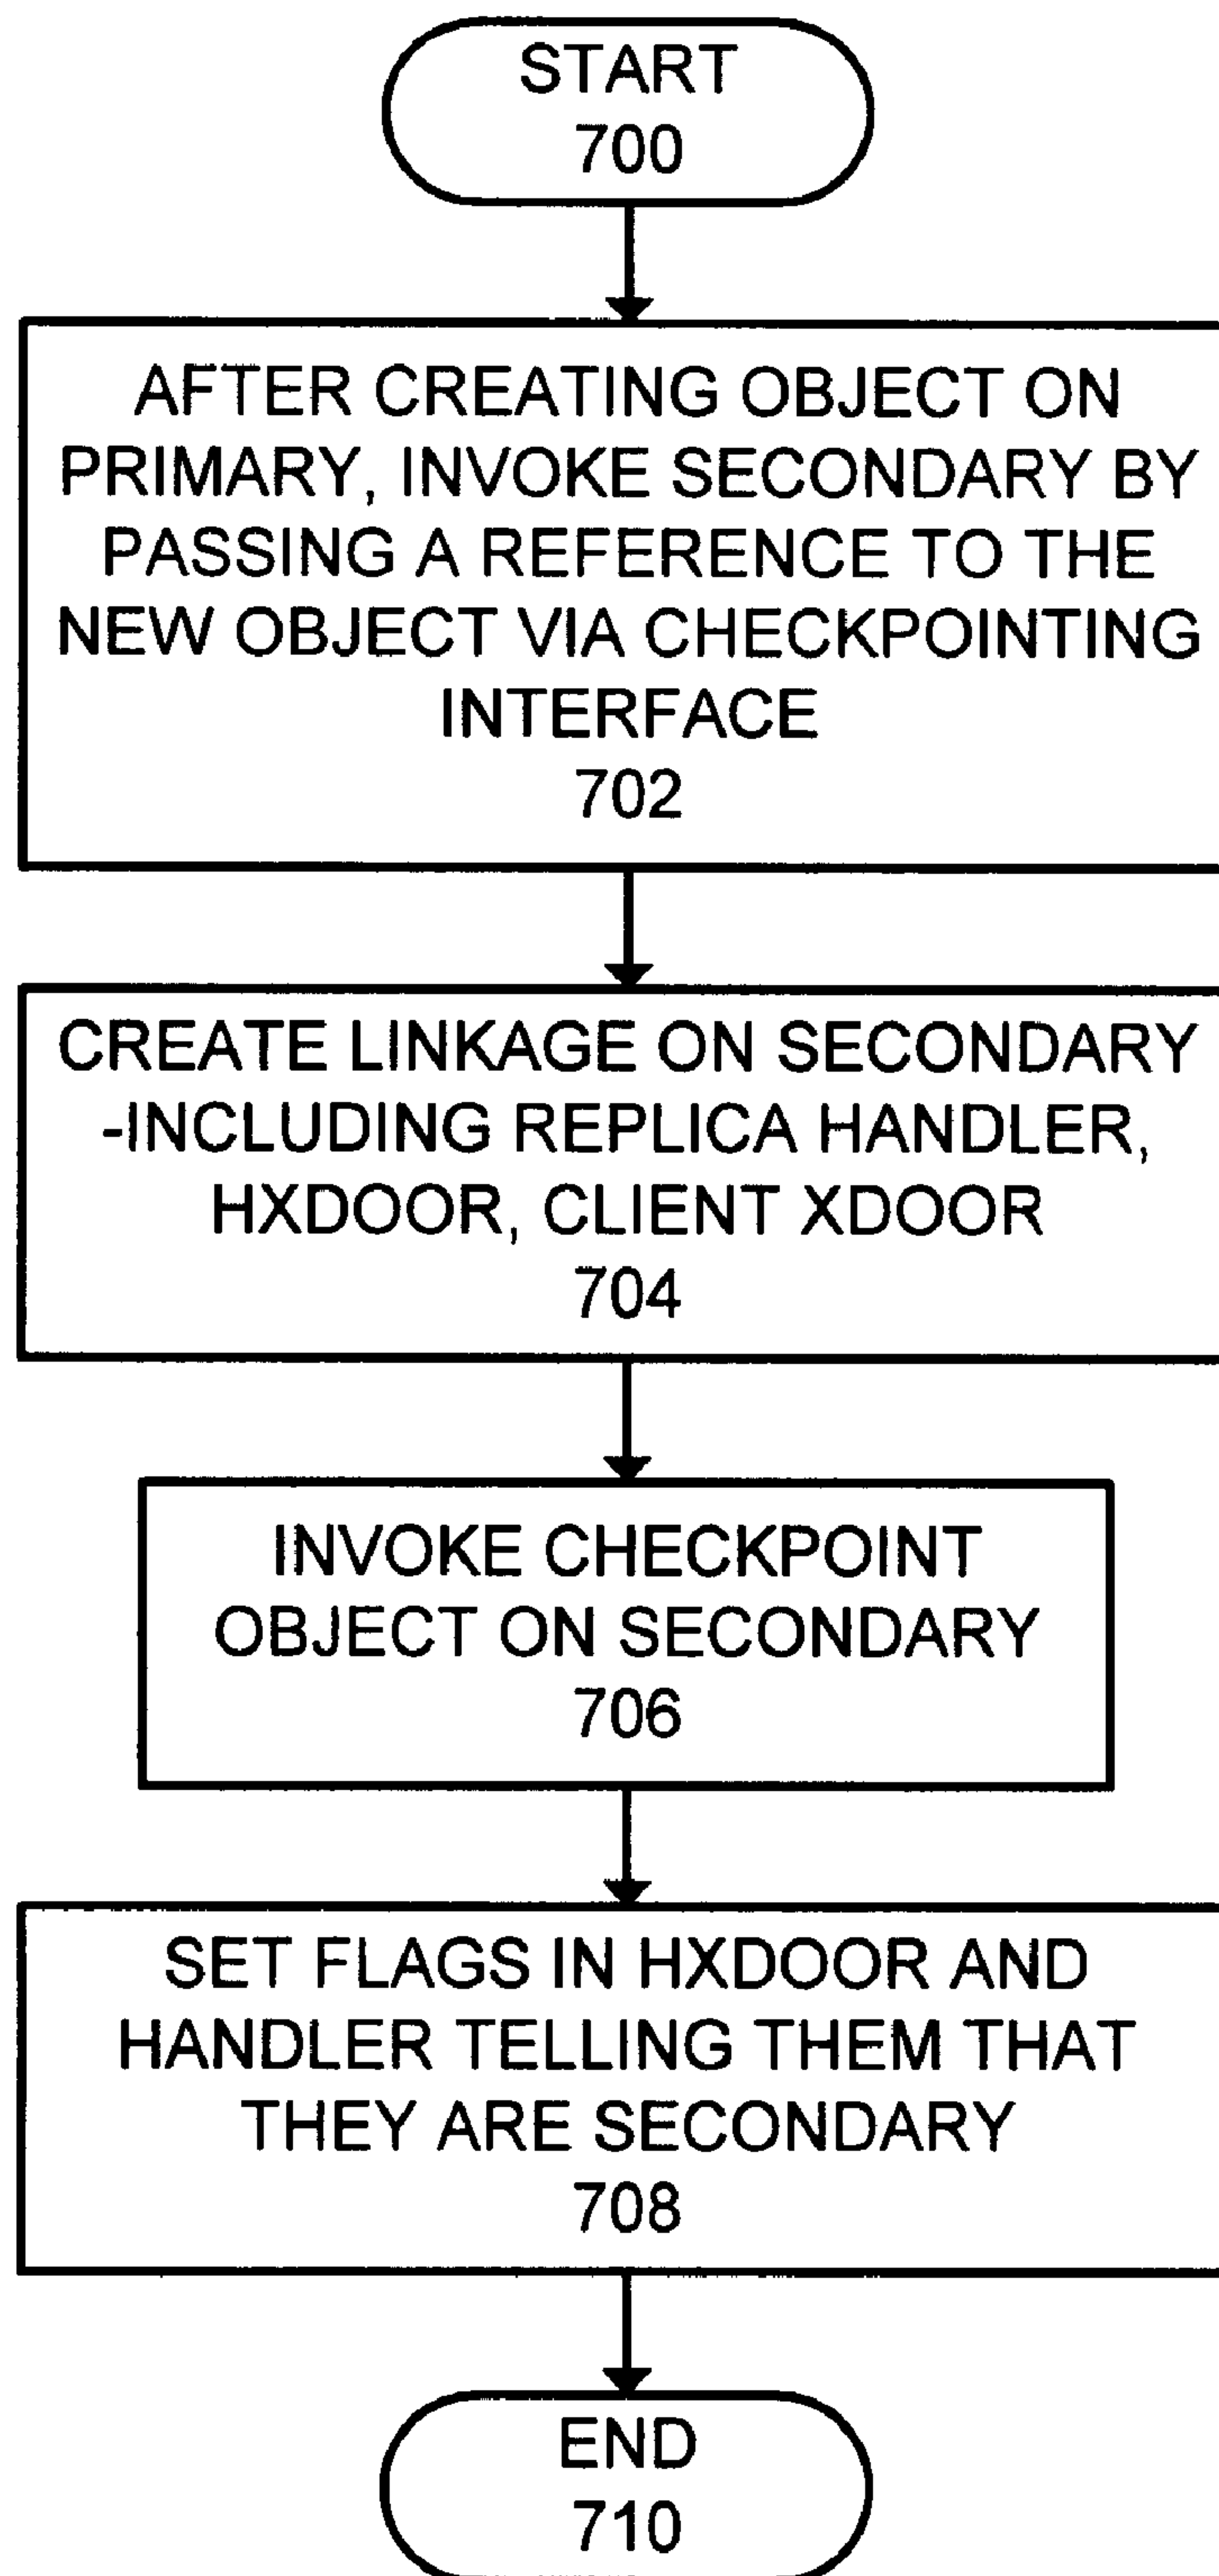 START
700
AFTER CREATING OBJECT ON
PRIMARY, INVOKE SECONDARY BY
PASSING A REFERENCE TO THE
NEW OBJECT VIA CHECKPOINTING
INTERFACE
702
CREATE LINKAGE ON SECONDARY
-INCLUDING REPLICA HANDLER,
HXDOOR, CLIENT XDOOR
704
INVOKE CHECKPOINT
OBJECT ON SECONDARY
706
SET FLAGS IN HXDOOR AND
HANDLER TELLING THEM THAT
THEY ARE SECONDARY
708
END
710